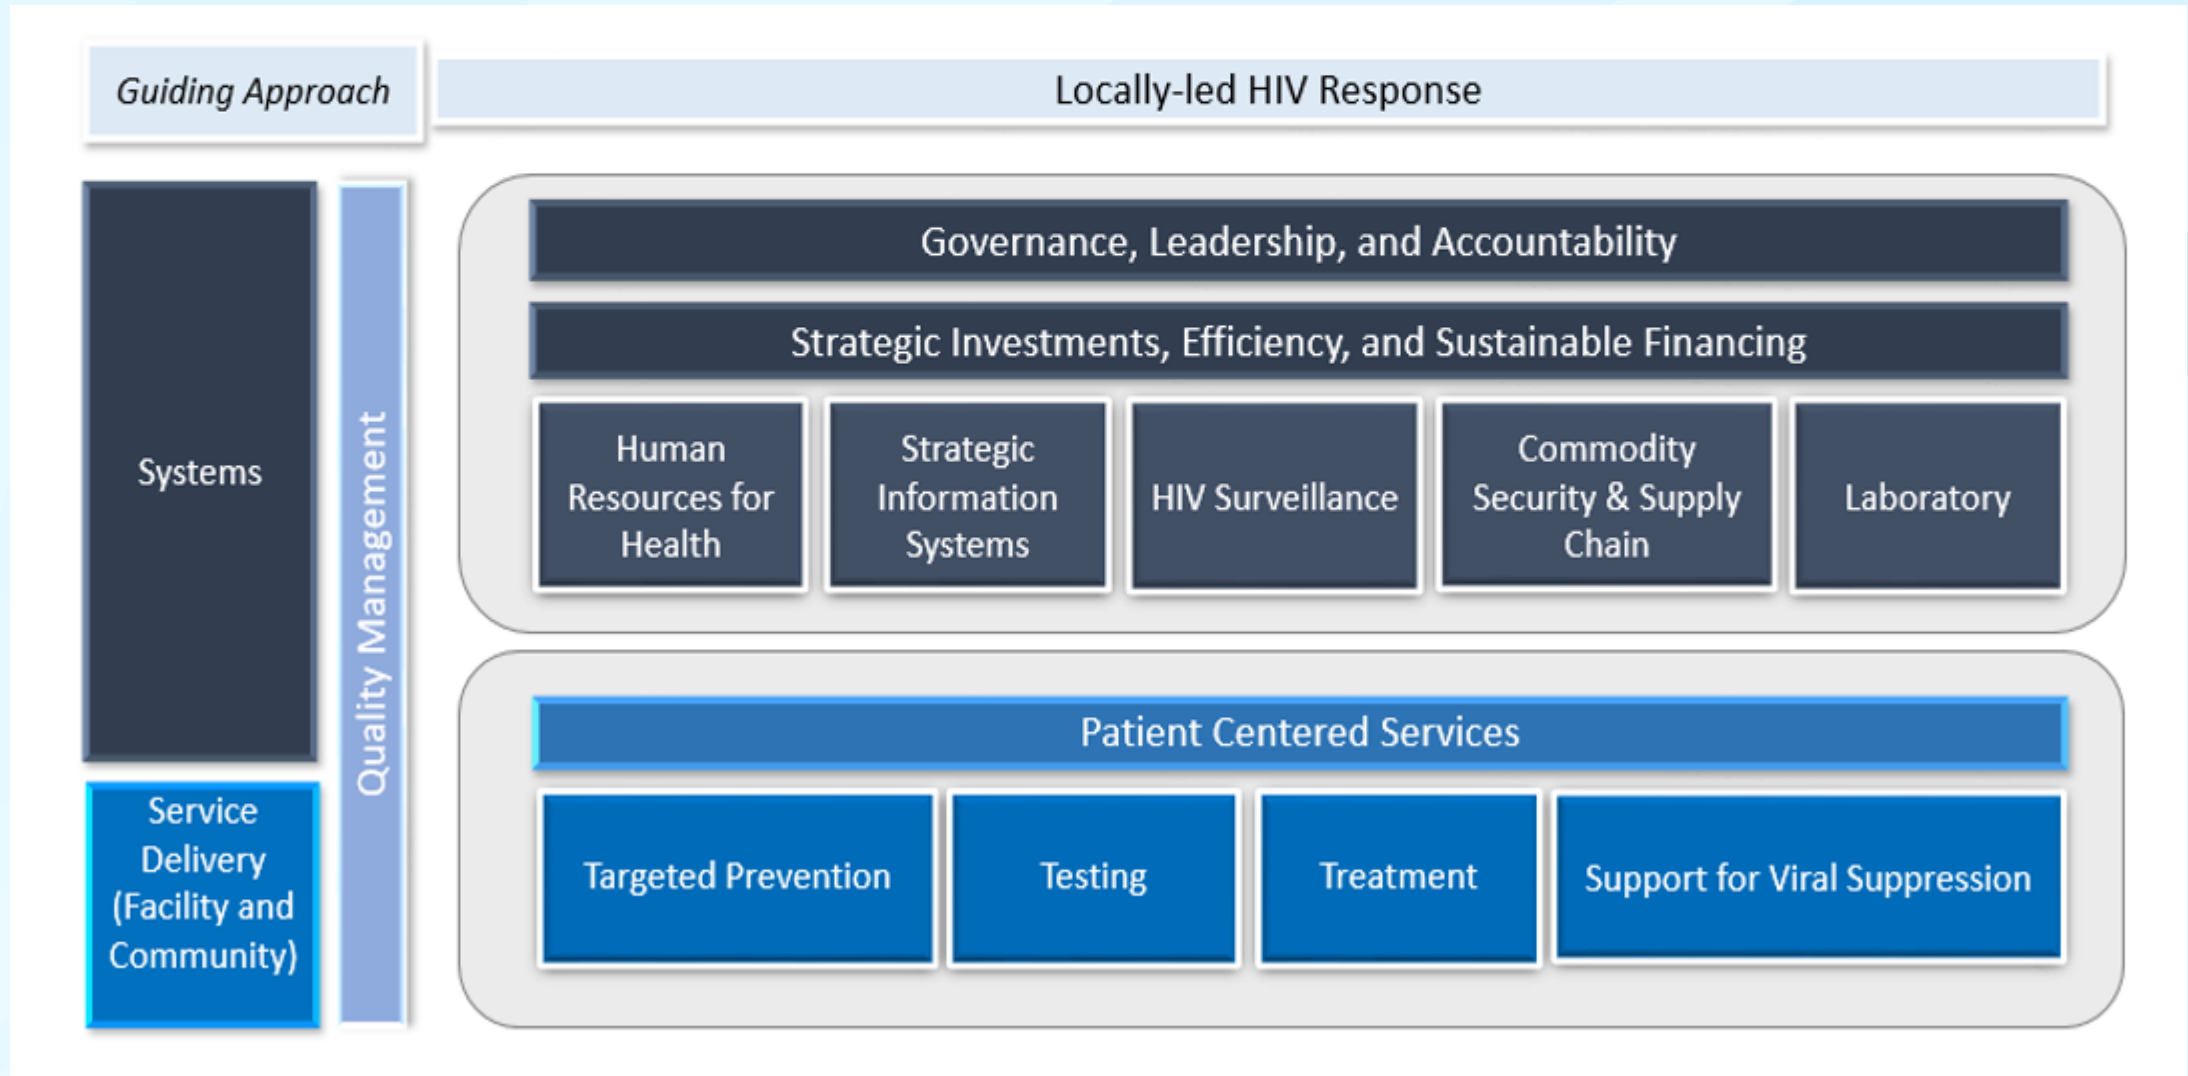 Guiding Approach
Locally-led HIV Response
Systems
Quality Management
Governance, Leadership, and Accountability
Strategic Investments, Efficiency, and Sustainable Financing
Human
Resources for
Health
Strategic
Information
Systems
HIV Surveillance
Commodity
Security & Supply
Chain
Laboratory
Service
Delivery
(Facility and
Community)
Patient Centered Services
Targeted Prevention
Testing
Treatment
Support for Viral Suppression